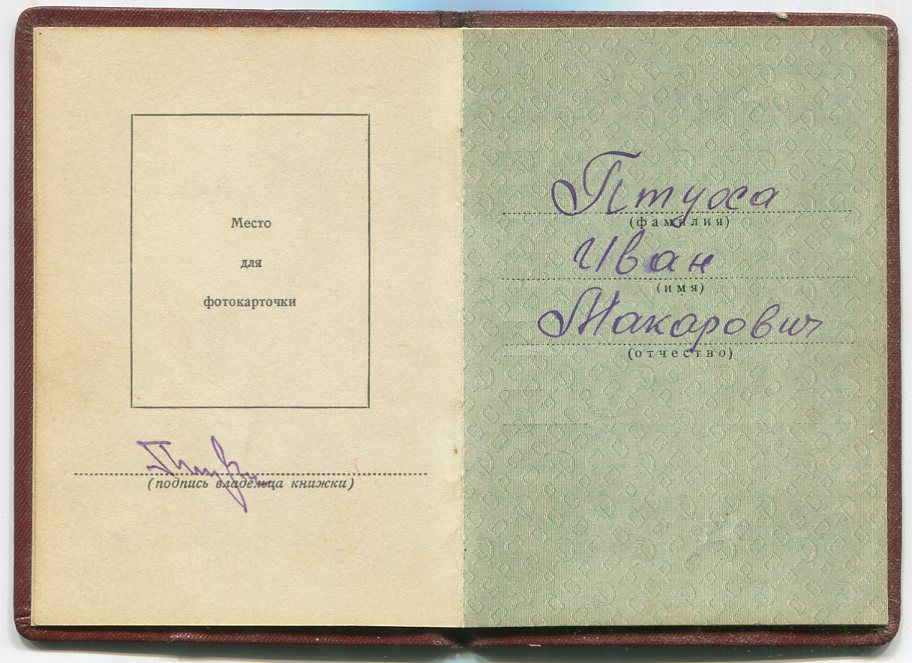 Место
для
фотокарточки
(подпись владельца книжки)
Птуха
(фамилия)
Иван
(имя)
Макарович
(отчество)